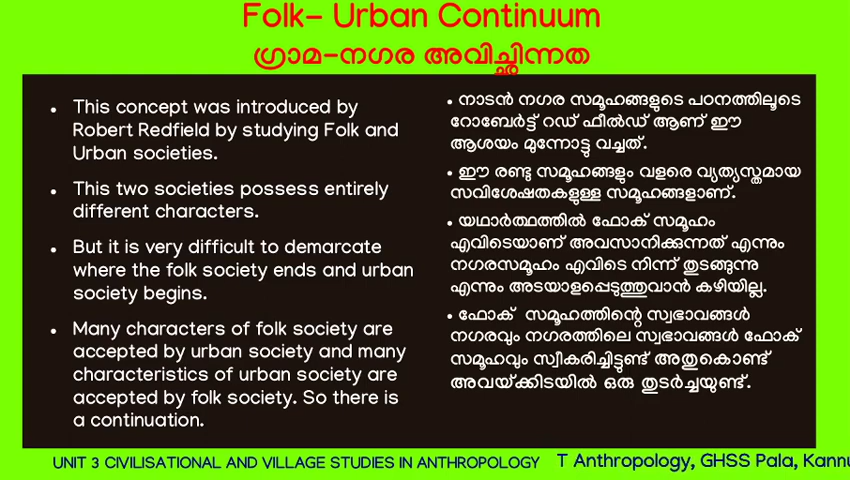 Folk- Urban Continuum
ഗ്രാമ-നഗര അവിച്ഛിന്നത
• This concept was introduced by
Robert Redfield by studying Folk and
Urban societies.
• This two societies possess entirely
different characters.
• But it is very difficult to demarcate
where the folk society ends and urban
society begins.
• Many characters of folk society are
accepted by urban society and many
characteristics of urban society are
accepted by folk society. So there is
a continuation.
• നാടൻ നഗര സമൂഹങ്ങളുടെ പഠനത്തിലൂടെ
റോബേർട്ട് റഡ് ഫീൽഡ് ആണ് ഈ
ആശയം മുന്നോട്ടു വച്ചത്.
• ഈ രണ്ടു സമൂഹങ്ങളും വളരെ വ്യത്യസ്തമായ
സവിശേഷതകളുള്ള സമൂഹങ്ങളാണ്.
• യഥാർത്ഥത്തിൽ ഫോക് സമൂഹം
എവിടെയാണ് അവസാനിക്കുന്നത് എന്നും
നഗരസമൂഹം എവിടെ നിന്ന് തുടങ്ങുന്നു
എന്നും അടയാളപ്പെടുത്തുവാൻ കഴിയില്ല.
• ഫോക് സമൂഹത്തിന്റെ സ്വഭാവങ്ങൾ
നഗരവും നഗരത്തിലെ സ്വഭാവങ്ങൾ ഫോക്
സമൂഹവും സ്വീകരിച്ചിട്ടുണ്ട് അതുകൊണ്ട്
അവയ്ക്കിടയിൽ ഒരു തുടർച്ചയുണ്ട്.
UNIT 3 CIVILISATIONAL AND VILLAGE STUDIES IN ANTHROPOLOGY T Anthropology, GHSS Pala, Kannu